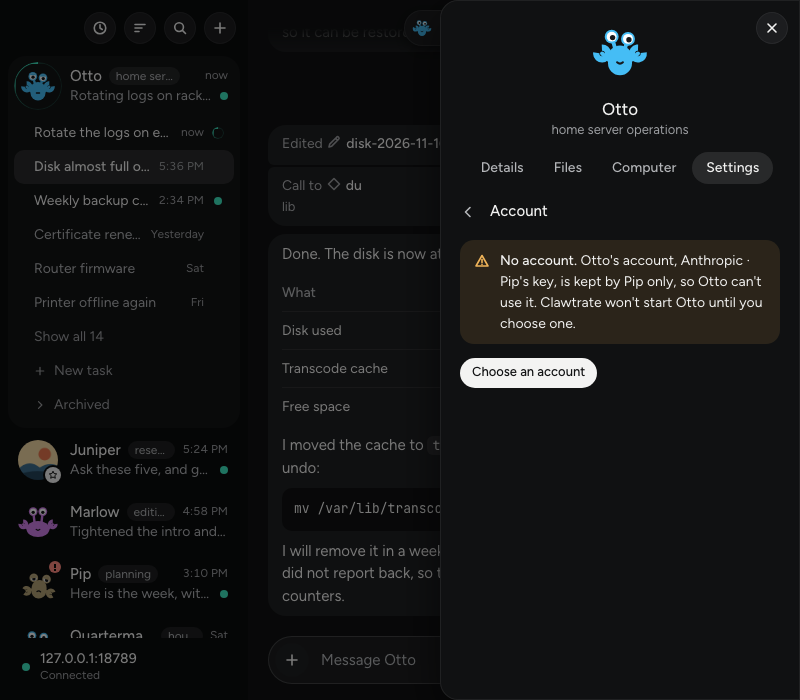 Otto
home ser...
now
Rotating logs on rack...
Rotate the logs on e...
now
Disk almost full o...
5:36 PM
Weekly backup c...
2:34 PM
Certificate rene...
Yesterday
Router firmware
Sat
Printer offline again
Fri
Show all 14
New task
Archived
Juniper
rese...
5:24 PM
Ask these five, and g...
Marlow
editi...
4:58 PM
Tightened the intro and...
Pip
planning
3:10 PM
Here is the week, wit...
Quarterma
hou...
Sat
127.0.0.1:18789
Connected
so it can be restor
Edited
disk-2026-11-1
Call to
du
lib
Done. The disk is now at
What
Disk used
Transcode cache
Free space
I moved the cache to
undo:
mv /var/lib/transco
I will remove it in a week
did not report back, so t
counters.
Message Otto
Otto
home server operations
Details
Files
Computer
Settings
Account
No account. Otto's account, Anthropic ·
Pip's key, is kept by Pip only, so Otto can't
use it. Clawtrate won't start Otto until you
choose one.
Choose an account